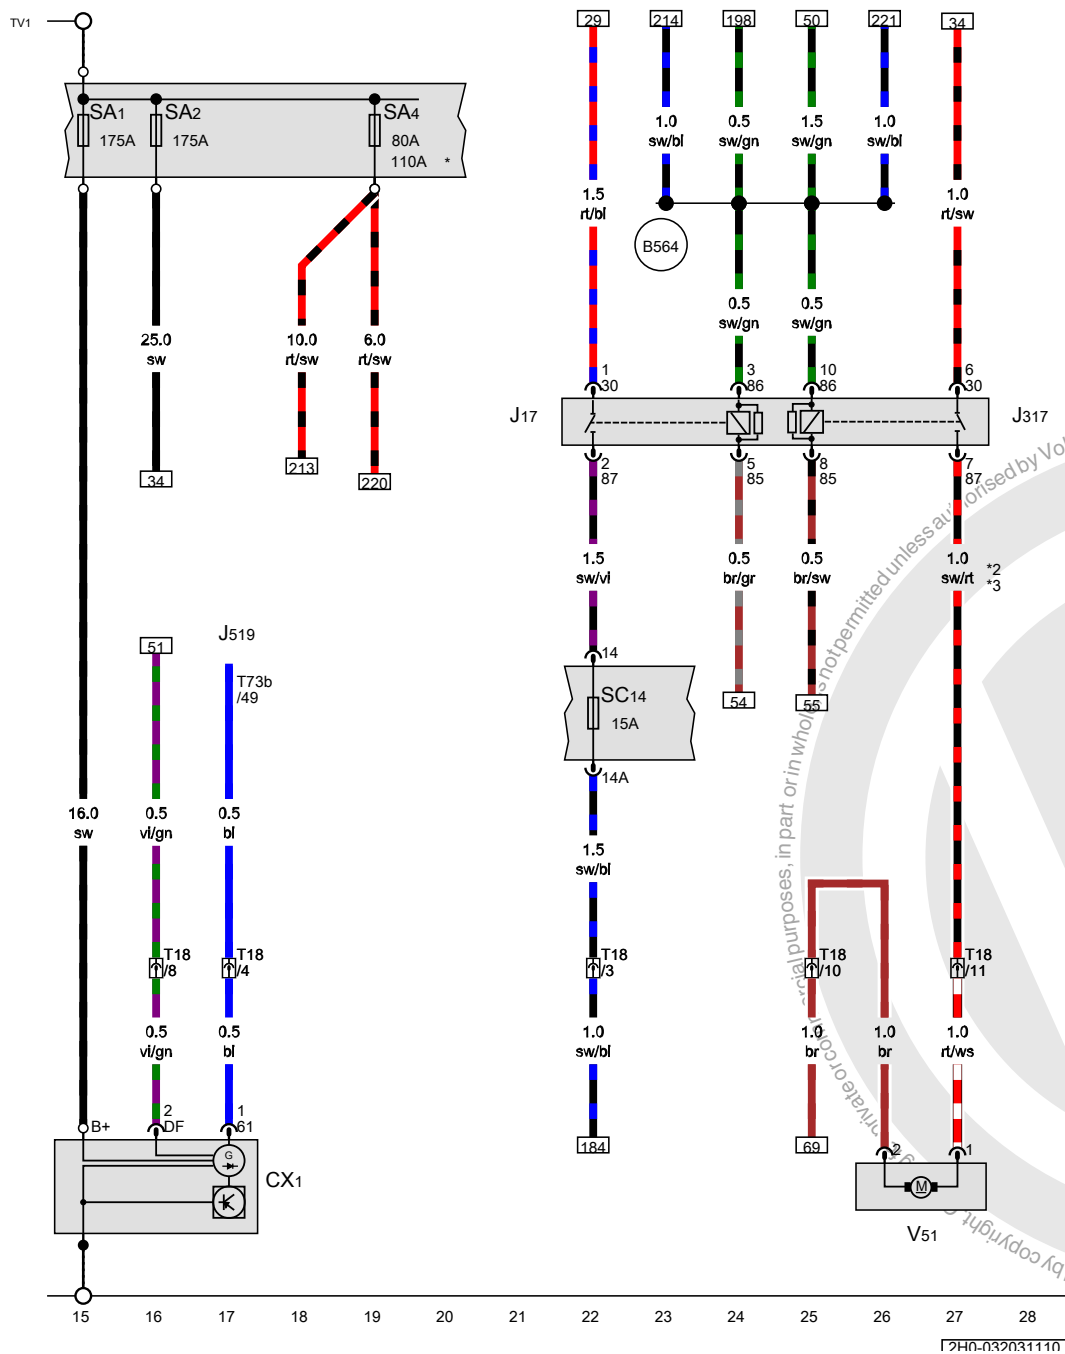 TV1
29 214 198 50 221 34
SA1 SA2 SA4
175A 175A 80A
110A *
1.0 0.5 1.5 1.0
sw/bl sw/gn sw/gn sw/bl
1.5 1.0
rt/bl rt/sw
B564
0.5 0.5
sw/gn sw/gn
25.0 10.0 6.0
sw rt/sw rt/sw
1 3 10 6
30 86 86 30
J17 J317
2 5 8 7
87 85 85 87
34 213 220
1.5 0.5 0.5 1.0 *2
sw/vi br/gr br/sw sw/rt *3
J519
51
14
T73b
/49
SC14
15A
54 55
14A
16.0 0.5 0.5
sw vi/gn bl
1.5
sw/bl
T18 T18 T18 T18 T18
/8 /4 /3 /10 /11
0.5 0.5 1.0 1.0 1.0 1.0
vi/gn bl sw/bl br br rt/ws
2 1
B+ DF 61
184 69 2 1
G
CX1
M
V51
15 16 17 18 19 20 21 22 23 24 25 26 27 28
2H0-032031110